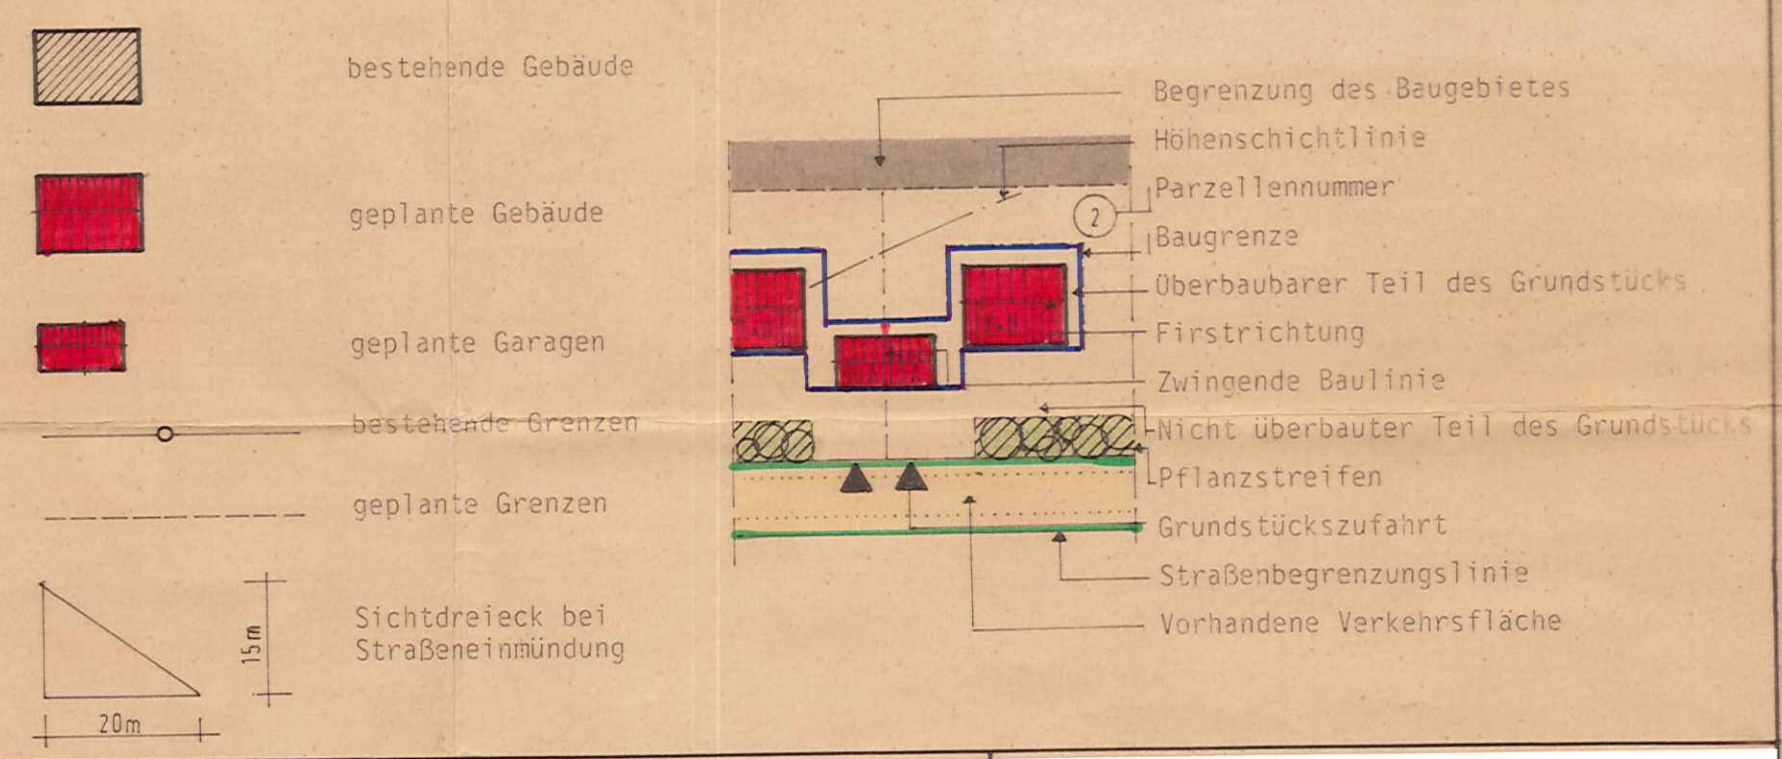 bestehende Gebäude
geplante Gebäude
geplante Garagen
bestehende Grenzen
geplante Grenzen
Sichtdreieck bei
Straßeneinmündung
15m
20m
Begrenzung des Baugebietes
Höhenschichtlinie
Parzellennummer
2
Baugrenze
Überbaubarer Teil des Grundstücks
Firstrichtung
Zwingende Baulinie
Nicht überbauter Teil des Grundstücks
Pflanzstreifen
Grundstückszufahrt
Straßenbegrenzungslinie
Vorhandene Verkehrsfläche